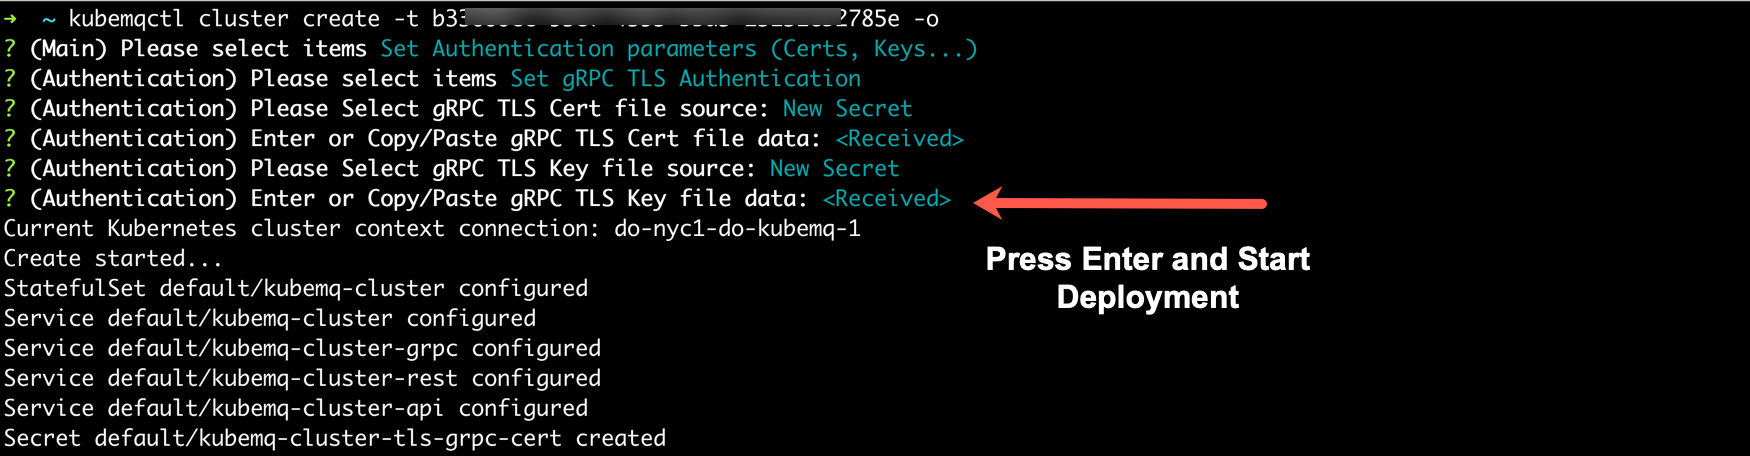 ➜ ~ kubemqctl cluster create -t b33 2785e -o
? (Main) Please select items Set Authentication parameters (Certs, Keys...)
? (Authentication) Please select items Set gRPC TLS Authentication
? (Authentication) Please Select gRPC TLS Cert file source: New Secret
? (Authentication) Enter or Copy/Paste gRPC TLS Cert file data: <Received>
? (Authentication) Please Select gRPC TLS Key file source: New Secret
? (Authentication) Enter or Copy/Paste gRPC TLS Key file data: <Received>
Current Kubernetes cluster context connection: do-nyc1-do-kubemq-1
Create started...
StatefulSet default/kubemq-cluster configured
Service default/kubemq-cluster configured
Service default/kubemq-cluster-grpc configured
Service default/kubemq-cluster-rest configured
Service default/kubemq-cluster-api configured
Secret default/kubemq-cluster-tls-grpc-cert created
Press Enter and Start
Deployment